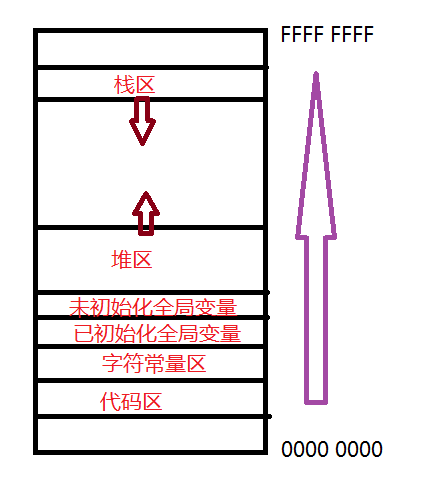 FFFF FFFF
栈区
堆区
未初始化全局变量
已初始化全局变量
字符常量区
代码区
0000 0000